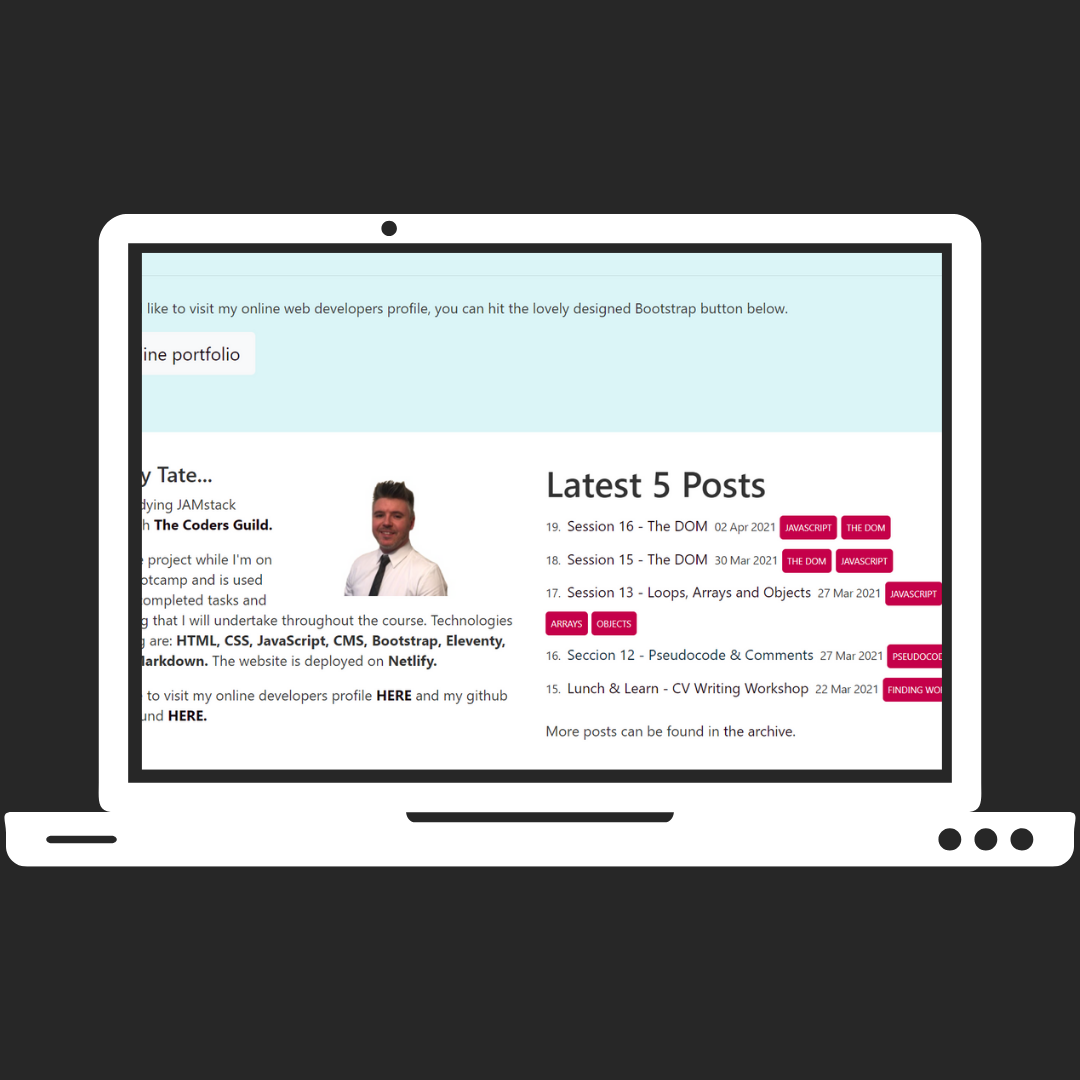 like to visit my online web developers profile, you can hit the lovely designed Bootstrap button below.
ine portfolio
y Tate...
dying JAMstack
h The Coders Guild.
e project while I'm on
otcamp and is used
completed tasks and
g that I will undertake throughout the course. Technologies
g are: HTML, CSS, JavaScript, CMS, Bootstrap, Eleventy,
Markdown. The website is deployed on Netlify.
to visit my online developers profile HERE and my github
und HERE.
Latest 5 Posts
19. Session 16 - The DOM 02 Apr 2021 JAVASCRIPT THE DOM
18. Session 15 - The DOM 30 Mar 2021 THE DOM JAVASCRIPT
17. Session 13 - Loops, Arrays and Objects 27 Mar 2021 JAVASCRIPT
ARRAYS OBJECTS
16. Seccion 12 - Pseudocode & Comments 27 Mar 2021 PSEUDOCOD
15. Lunch & Learn - CV Writing Workshop 22 Mar 2021 FINDING WO
More posts can be found in the archive.